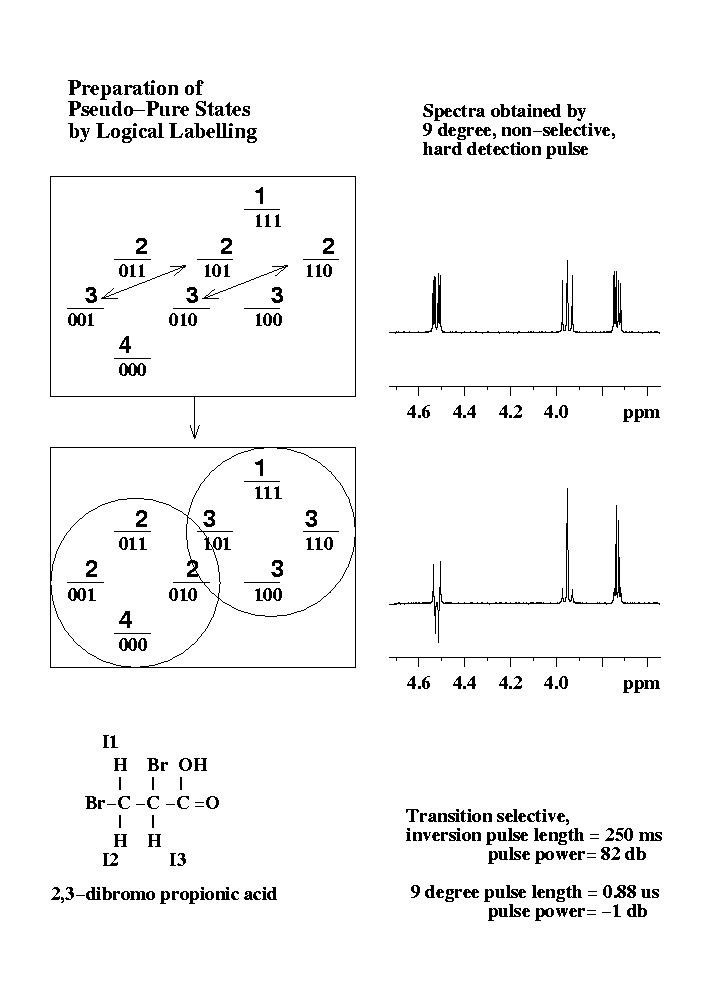 Preparation of
Pseudo−Pure States
by Logical Labelling
Spectra obtained by
9 degree, non−selective,
hard detection pulse
1
111
2 2 2
011 101 110
3 3 3
001 010 100
4
000
4.6 4.4 4.2 4.0 ppm
1
111
2 3 3
011 101 110
2 2 3
001 010 100
4
000
4.6 4.4 4.2 4.0 ppm
I1
H Br OH
Br−C −C −C =O
H H
I2 I3
2,3−dibromo propionic acid
Transition selective,
inversion pulse length = 250 ms
pulse power= 82 db
9 degree pulse length = 0.88 us
pulse power= −1 db